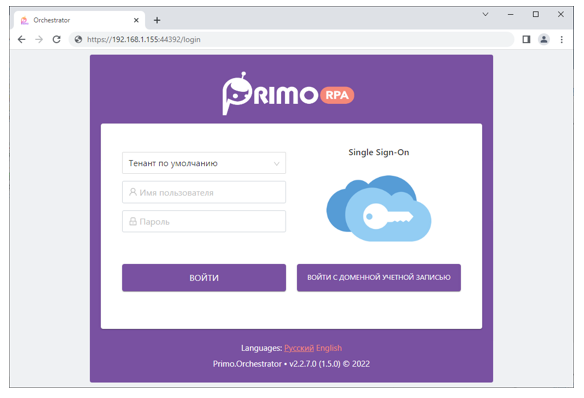 Orchestrator
https://192.168.1.155:44392/login
PRIMO RPA
Тенант по умолчанию
Имя пользователя
Пароль
ВОЙТИ
Single Sign-On
ВОЙТИ С ДОМЕННОЙ УЧЕТНОЙ ЗАПИСЬЮ
Languages: Русский English
Primo.Orchestrator • v2.2.7.0 (1.5.0) © 2022